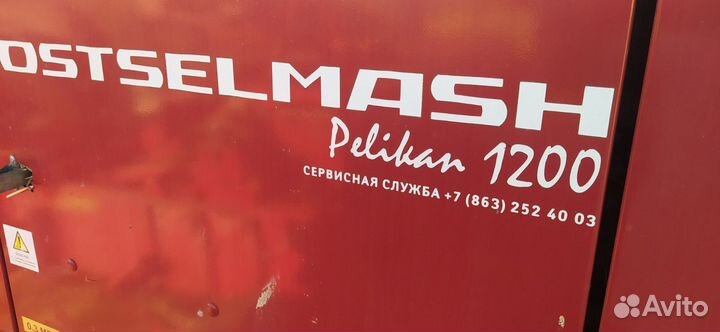 OSTSELMASH
Pelikan 1200
СЕРВИСНАЯ СЛУЖБА +7 (863) 252 40 03
Avito